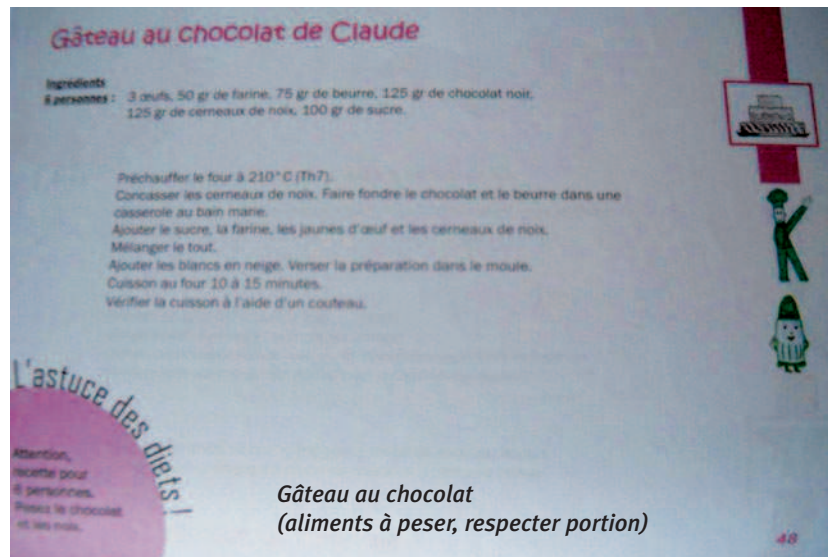 Gâteau au chocolat de Claude
Ingrédients
6 personnes : 3 œufs, 50 gr de farine, 75 gr de beurre, 125 gr de chocolat noir,
125 gr de cerneaux de noix, 100 gr de sucre.
Préchauffer le four à 210°C (Th7).
Concasser les cerneaux de noix. Faire fondre le chocolat et le beurre dans une
casserole au bain marie.
Ajouter le sucre, la farine, les jaunes d'œuf et les cerneaux de noix.
Mélanger le tout.
Ajouter les blancs en neige. Verser la préparation dans le moule.
Cuisson au four 10 à 15 minutes.
Vérifier la cuisson à l'aide d'un couteau.
L'astuce des diets !
Attention,
recette pour
6 personnes.
Pesez le chocolat
et les noix.
Gâteau au chocolat
(aliments à peser, respecter portion)
48